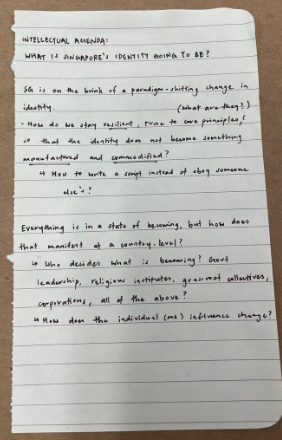 INTELLECTUAL AGENDA:
WHAT IS SINGAPORE'S IDENTITY GOING TO BE?
SG is on the brink of a paradigm-shifting change in
identity. (What are they?)
- How do we stay resilient, true to core principles,
so that the identity does not become something
manufactured and commodified?
↳ How to write a script instead of obey someone
else's?
Everything is in a state of becoming, but how does
that manifest at a country-level?
↳ Who decides what is becoming? Govt
leadership, religious institutes, grassroot collectives,
corporations, all of the above?
↳ How does the individual (me) influence change?